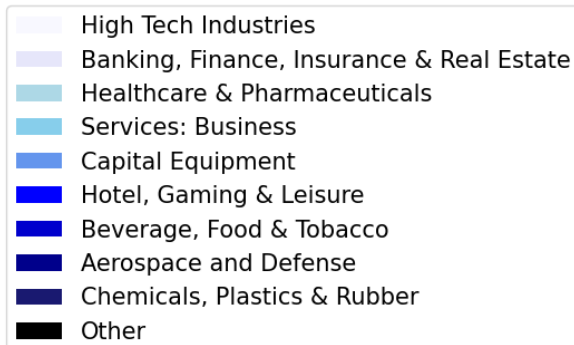 High Tech Industries
Banking, Finance, Insurance & Real Estate
Healthcare & Pharmaceuticals
Services: Business
Capital Equipment
Hotel, Gaming & Leisure
Beverage, Food & Tobacco
Aerospace and Defense
Chemicals, Plastics & Rubber
Other